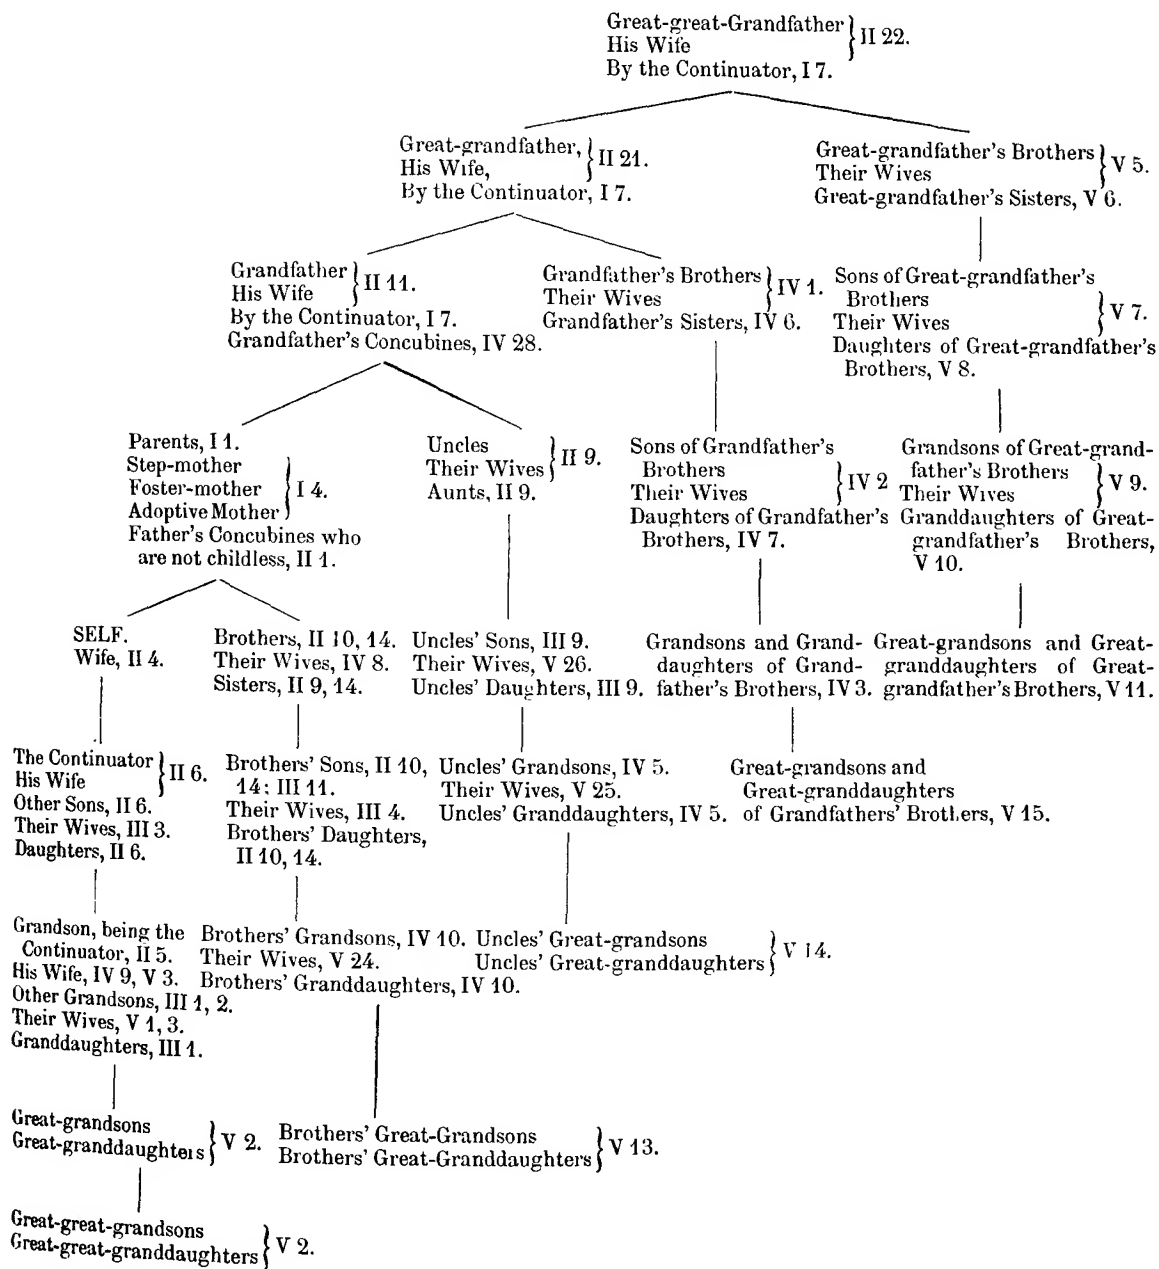 Great-great-Grandfather
His Wife
II 22.
By the Continuator, I 7.
Great-grandfather,
His Wife,
II 21.
By the Continuator, I 7.
Great-grandfather's Brothers
Their Wives
V 5.
Great-grandfather's Sisters, V 6.
Grandfather
His Wife
II 11.
By the Continuator, I 7.
Grandfather's Concubines, IV 28.
Grandfather's Brothers
Their Wives
IV 1.
Grandfather's Sisters, IV 6.
Sons of Great-grandfather's
Brothers
Their Wives
V 7.
Daughters of Great-grandfather's
Brothers, V 8.
Parents, I 1.
Step-mother
Foster-mother
Adoptive Mother
I 4.
Father's Concubines who
are not childless, II 1.
Uncles
Their Wives
II 9.
Aunts, II 9.
Sons of Grandfather's
Brothers
Their Wives
IV 2
Daughters of Grandfather's
Brothers, IV 7.
Grandsons of Great-grand-
father's Brothers
Their Wives
V 9.
Granddaughters of Great-
grandfather's Brothers,
V 10.
SELF.
Wife, II 4.
Brothers, II 10, 14.
Their Wives, IV 8.
Sisters, II 9, 14.
Uncles' Sons, III 9.
Their Wives, V 26.
Uncles' Daughters, III 9.
Grandsons and Grand-
daughters of Grand-
father's Brothers, IV 3.
Great-grandsons and Great-
granddaughters of Great-
grandfather's Brothers, V 11.
The Continuator
His Wife
II 6.
Other Sons, II 6.
Their Wives, III 3.
Daughters, II 6.
Brothers' Sons, II 10,
14; III 11.
Their Wives, III 4.
Brothers' Daughters,
II 10, 14.
Uncles' Grandsons, IV 5.
Their Wives, V 25.
Uncles' Granddaughters, IV 5.
Great-grandsons and
Great-granddaughters
of Grandfathers' Brothers, V 15.
Grandson, being the
Continuator, II 5.
His Wife, IV 9, V 3.
Other Grandsons, III 1, 2.
Their Wives, V 1, 3.
Granddaughters, III 1.
Brothers' Grandsons, IV 10.
Their Wives, V 24.
Brothers' Granddaughters, IV 10.
Uncles' Great-grandsons
Uncles' Great-granddaughters
V 14.
Great-grandsons
Great-granddaughters
V 2.
Brothers' Great-Grandsons
Brothers' Great-Granddaughters
V 13.
Great-great-grandsons
Great-great-granddaughters
V 2.